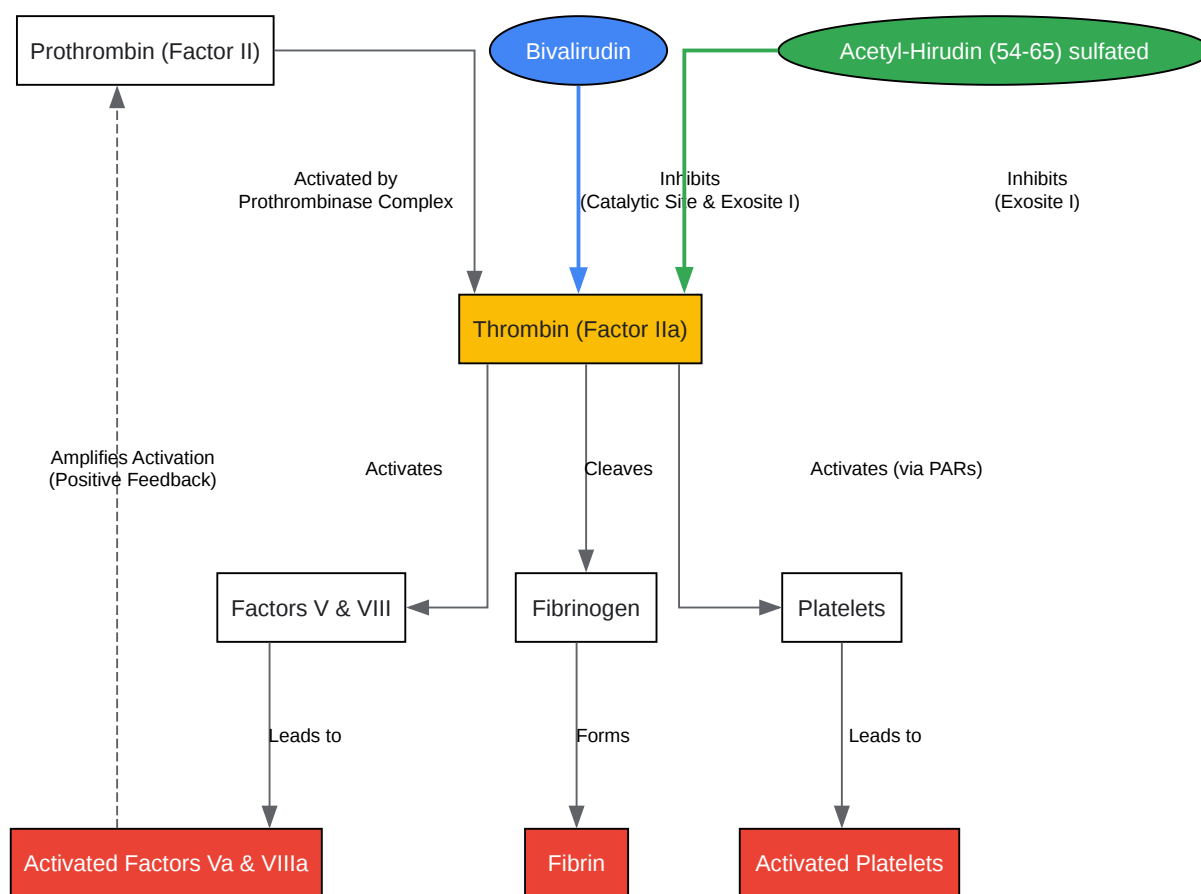 Prothrombin (Factor II)
Bivalirudin
Acetyl-Hirudin (54-65) sulfated
Activated by
Prothrombinase Complex
Inhibits
(Catalytic Site & Exosite I)
Inhibits
(Exosite I)
Thrombin (Factor IIa)
Amplifies Activation
(Positive Feedback)
Activates
Cleaves
Activates (via PARs)
Factors V & VIII
Fibrinogen
Platelets
Leads to
Forms
Leads to
Activated Factors Va & VIIIa
Fibrin
Activated Platelets